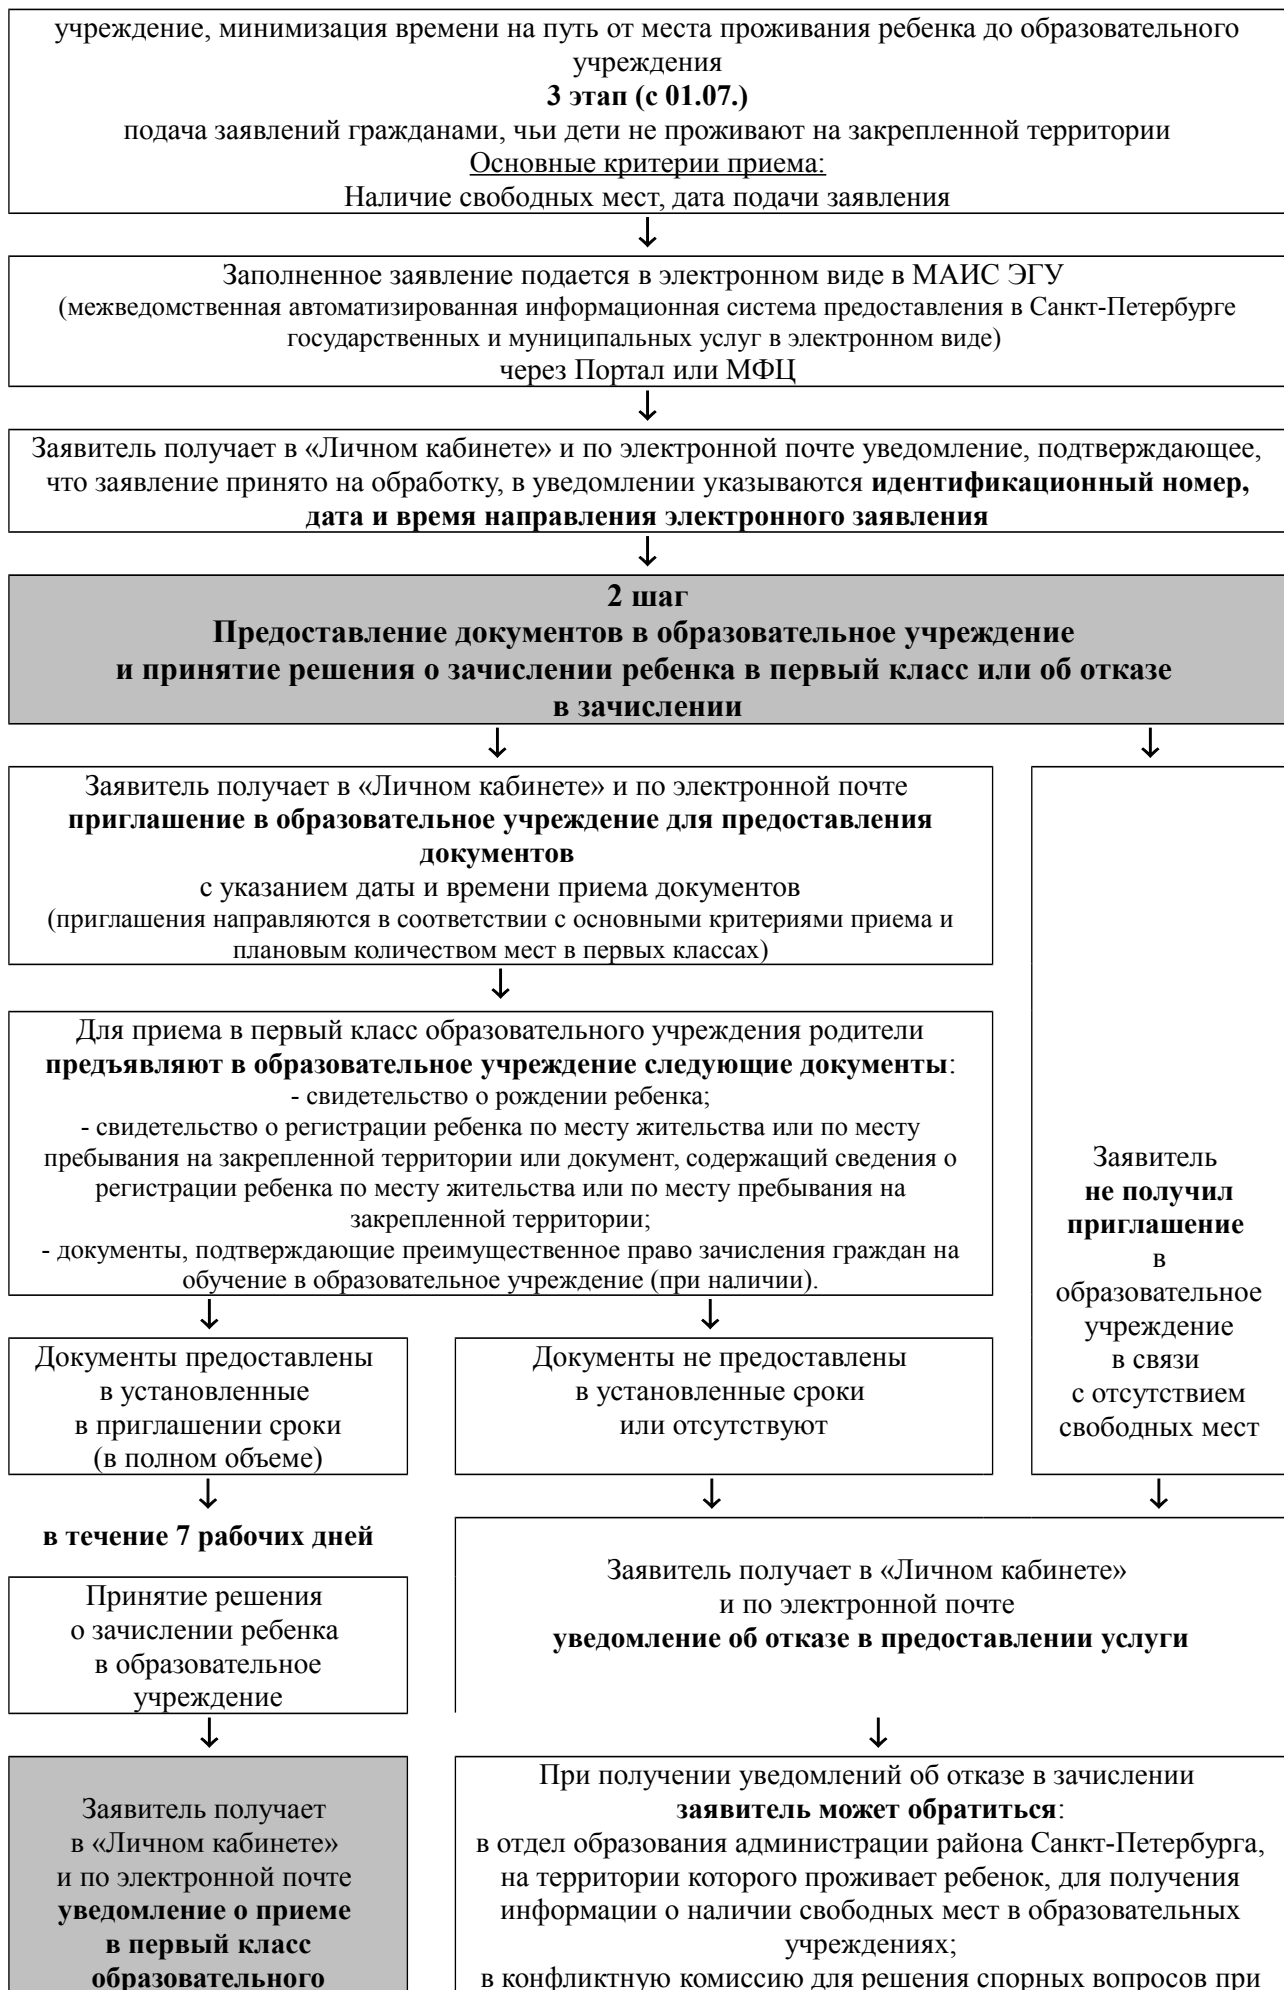 учреждение, минимизация времени на путь от места проживания ребенка до образовательного
учреждения
3 этап (с 01.07.)
подача заявлений гражданами, чьи дети не проживают на закрепленной территории
Основные критерии приема:
Наличие свободных мест, дата подачи заявления
↓
Заполненное заявление подается в электронном виде в МАИС ЭГУ
(межведомственная автоматизированная информационная система предоставления в Санкт-Петербурге
государственных и муниципальных услуг в электронном виде)
через Портал или МФЦ
↓
Заявитель получает в «Личном кабинете» и по электронной почте уведомление, подтверждающее,
что заявление принято на обработку, в уведомлении указываются идентификационный номер,
дата и время направления электронного заявления
↓
2 шаг
Предоставление документов в образовательное учреждение
и принятие решения о зачислении ребенка в первый класс или об отказе
в зачислении
↓ ↓
Заявитель получает в «Личном кабинете» и по электронной почте
приглашение в образовательное учреждение для предоставления
документов
с указанием даты и времени приема документов
(приглашения направляются в соответствии с основными критериями приема и
плановым количеством мест в первых классах)
↓
Для приема в первый класс образовательного учреждения родители
предъявляют в образовательное учреждение следующие документы:
- свидетельство о рождении ребенка;
- свидетельство о регистрации ребенка по месту жительства или по месту
пребывания на закрепленной территории или документ, содержащий сведения о
регистрации ребенка по месту жительства или по месту пребывания на
закрепленной территории;
- документы, подтверждающие преимущественное право зачисления граждан на
обучение в образовательное учреждение (при наличии).
↓ ↓
Документы предоставлены
в установленные
в приглашении сроки
(в полном объеме)
Документы не предоставлены
в установленные сроки
или отсутствуют
Заявитель
не получил
приглашение
в
образовательное
учреждение
в связи
с отсутствием
свободных мест
↓ ↓ ↓
в течение 7 рабочих дней
Принятие решения
о зачислении ребенка
в образовательное
учреждение
Заявитель получает в «Личном кабинете»
и по электронной почте
уведомление об отказе в предоставлении услуги
↓ ↓
Заявитель получает
в «Личном кабинете»
и по электронной почте
уведомление о приеме
в первый класс
образовательного
При получении уведомлений об отказе в зачислении
заявитель может обратиться:
в отдел образования администрации района Санкт-Петербурга,
на территории которого проживает ребенок, для получения
информации о наличии свободных мест в образовательных
учреждениях;
в конфликтную комиссию для решения спорных вопросов при